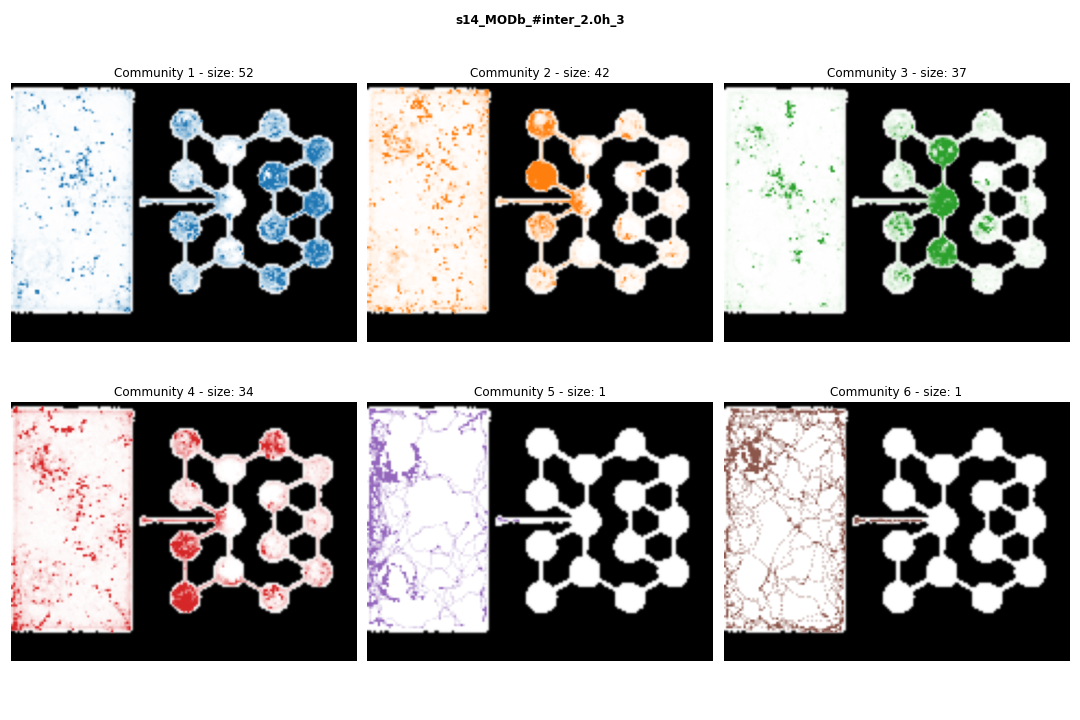 s14_MODb_#inter_2.0h_3
Community 1 - size: 52
Community 2 - size: 42
Community 3 - size: 37
Community 4 - size: 34
Community 5 - size: 1
Community 6 - size: 1